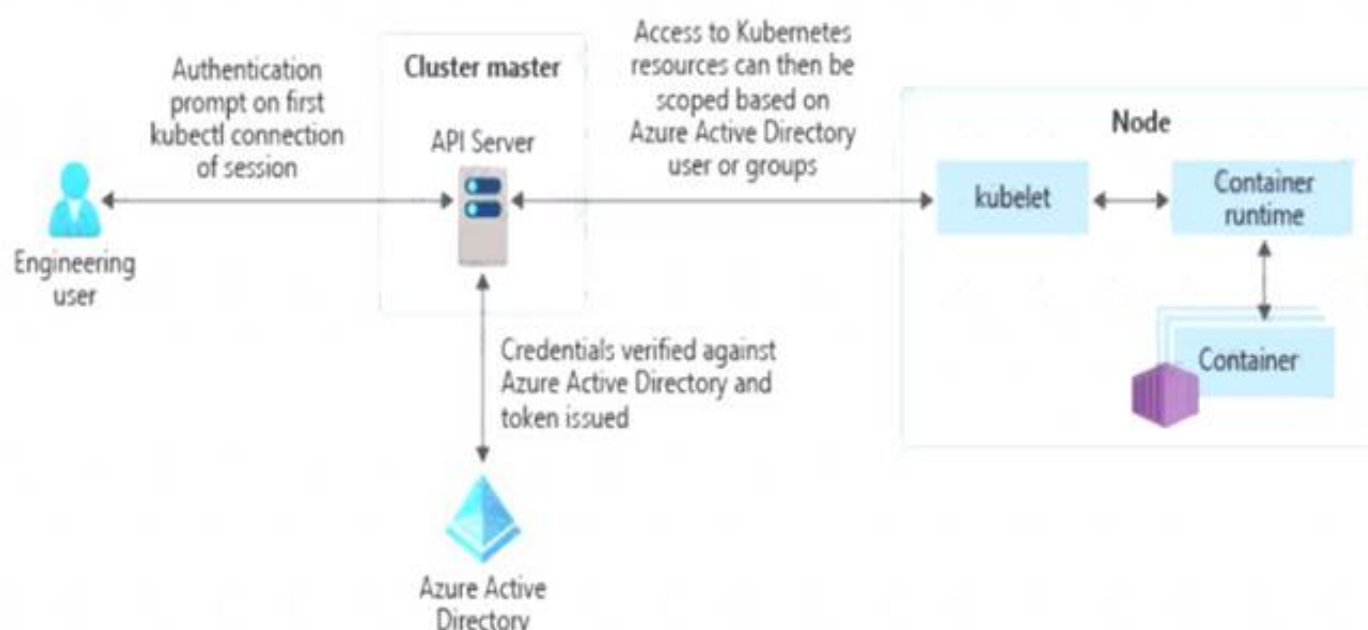 Authentication
prompt on first
kubectl connection
of session
Engineering
user
Cluster master
API Server
Access to Kubernetes
resources can then be
scoped based on
Azure Active Directory
user or groups
Node
kubelet
Container
runtime
Container
Credentials verified against
Azure Active Directory and
token issued
Azure Active
Directory